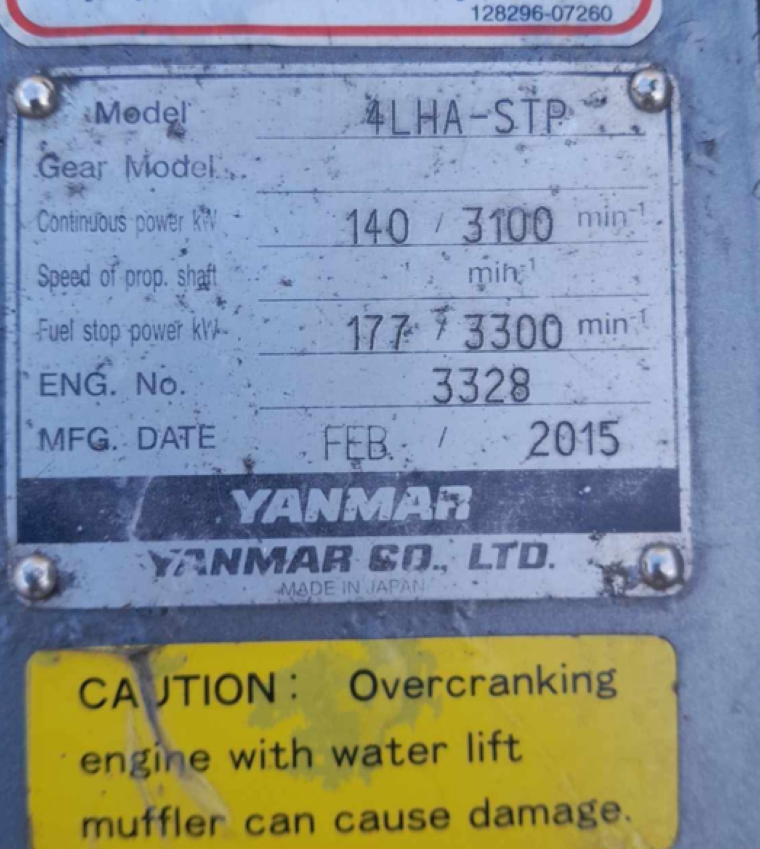 128296-07260
Model 4LHA-STP
Gear Model
Continuous power kW 140 / 3100 min-1
Speed of prop. shaft min-1
Fuel stop power kW 177 / 3300 min-1
ENG. No. 3328
MFG. DATE FEB. / 2015
YANMAR
YANMAR CO., LTD.
MADE IN JAPAN
CAUTION: Overcranking
engine with water lift
muffler can cause damage.